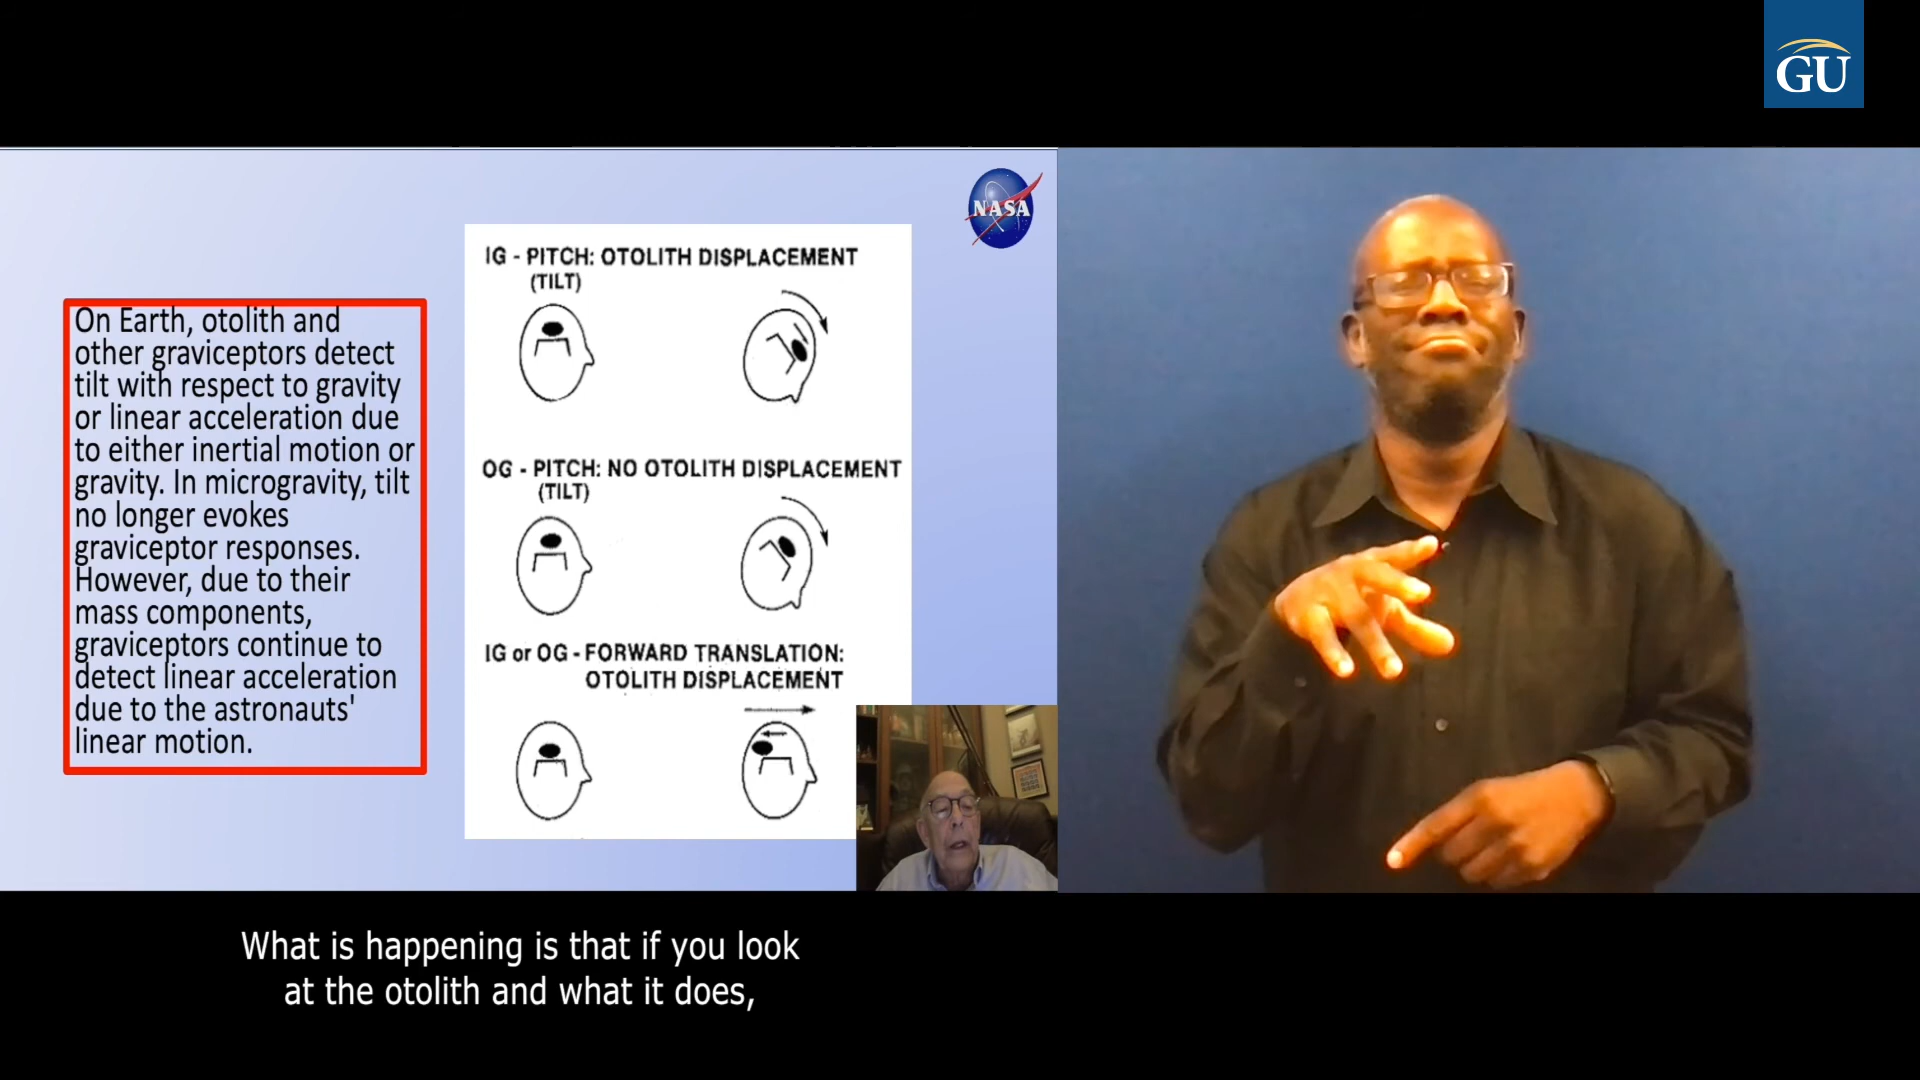 GU
NASA
On Earth, otolith and
other graviceptors detect
tilt with respect to gravity
or linear acceleration due
to either inertial motion or
gravity. In microgravity, tilt
no longer evokes
graviceptor responses.
However, due to their
mass components,
graviceptors continue to
detect linear acceleration
due to the astronauts'
linear motion.
IG - PITCH: OTOLITH DISPLACEMENT
(TILT)
OG - PITCH: NO OTOLITH DISPLACEMENT
(TILT)
IG or OG - FORWARD TRANSLATION:
OTOLITH DISPLACEMENT
What is happening is that if you look
at the otolith and what it does,